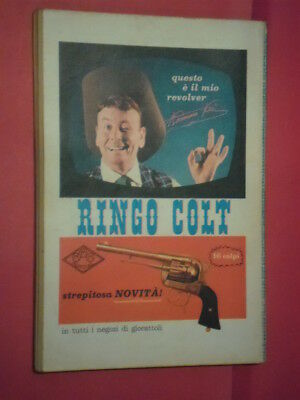 questo
è il mio
revolver
RINGO COLT
16 colpi
strepitosa NOVITÀ!
in tutti i negozi di giocattoli